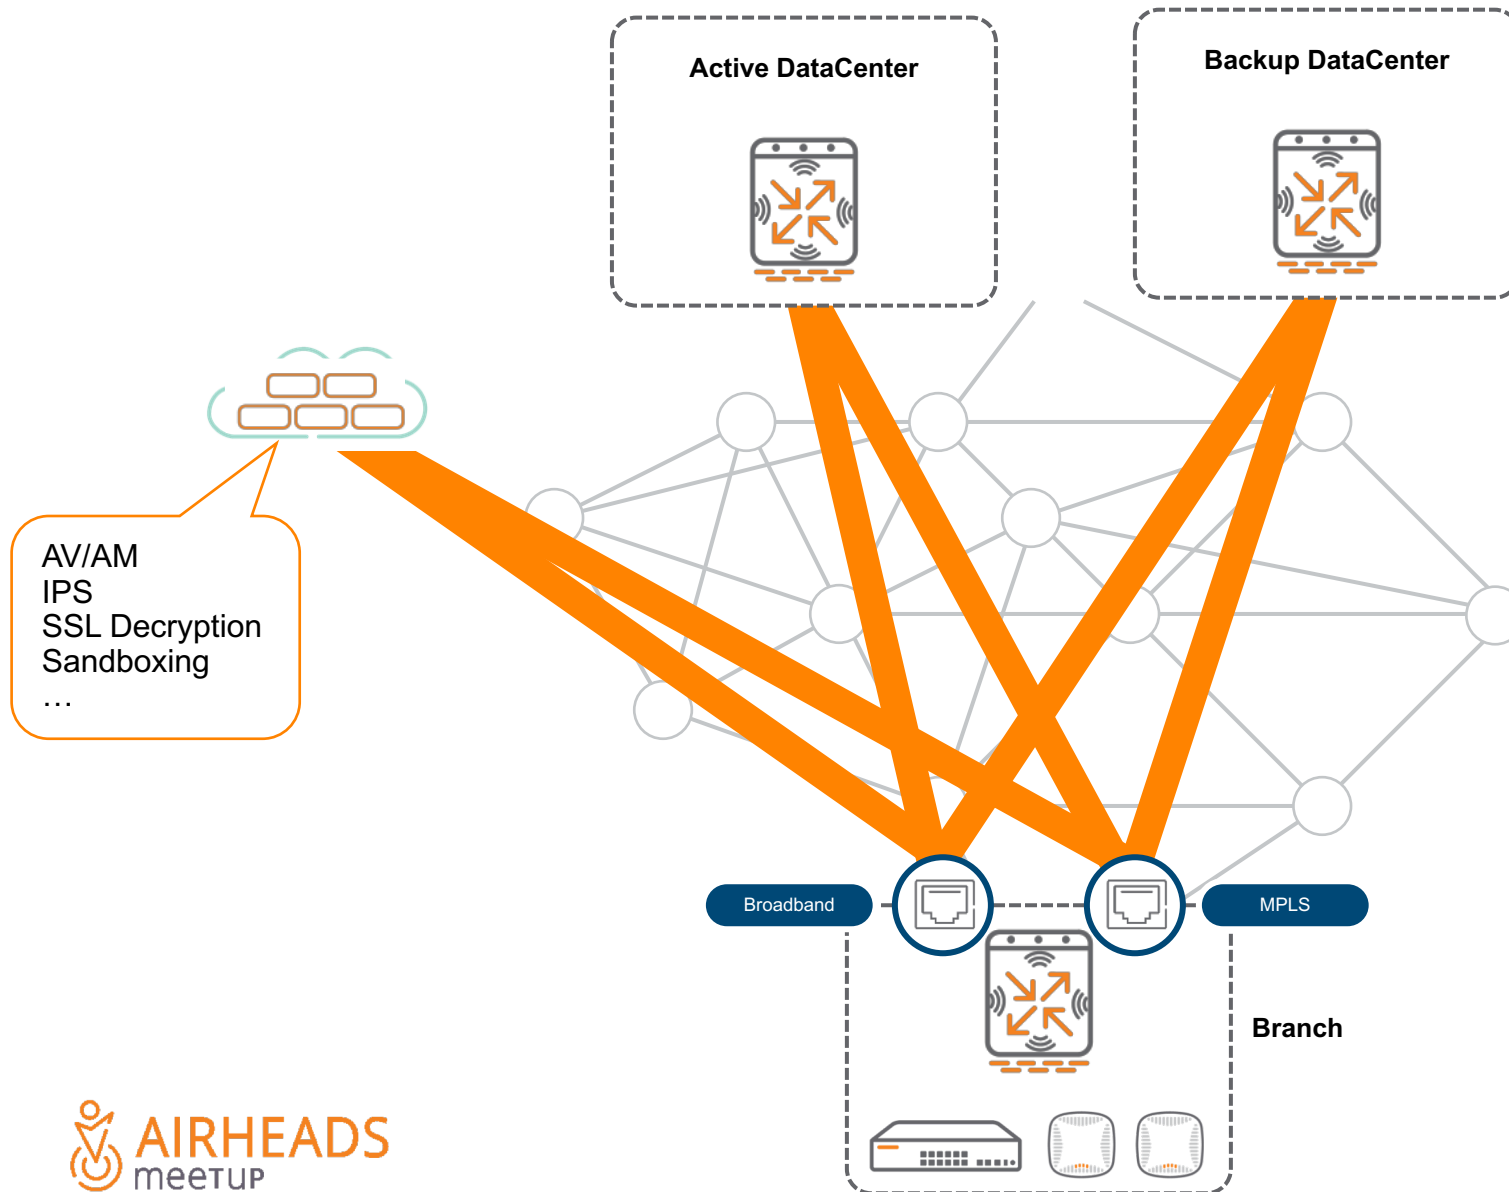 Active DataCenter
Backup DataCenter
AV/AM
IPS
SSL Decryption
Sandboxing
…
Broadband
MPLS
Branch
AIRHEADS
meetup